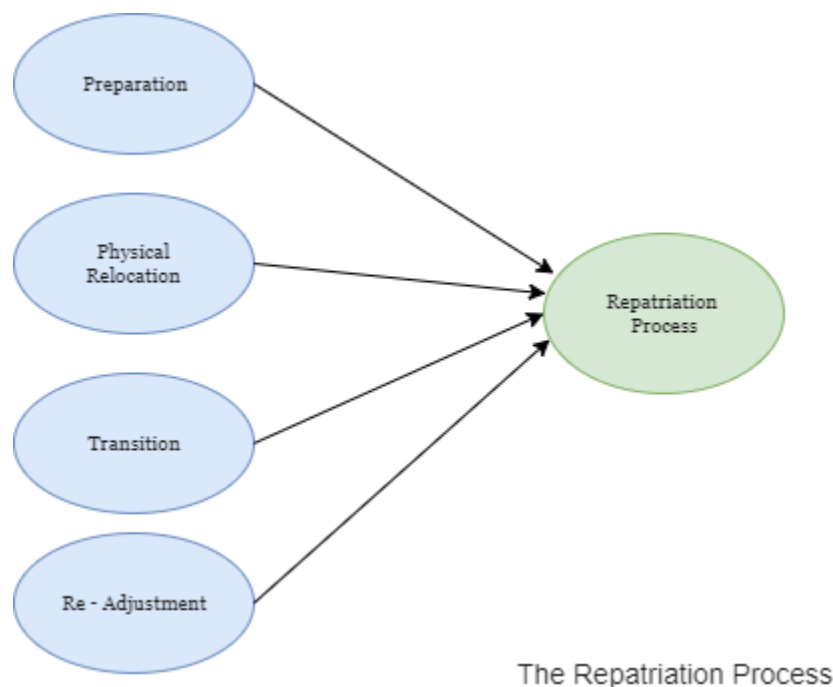 Preparation
Physical
Relocation
Repatriation
Process
Transition
Re - Adjustment
The Repatriation Process